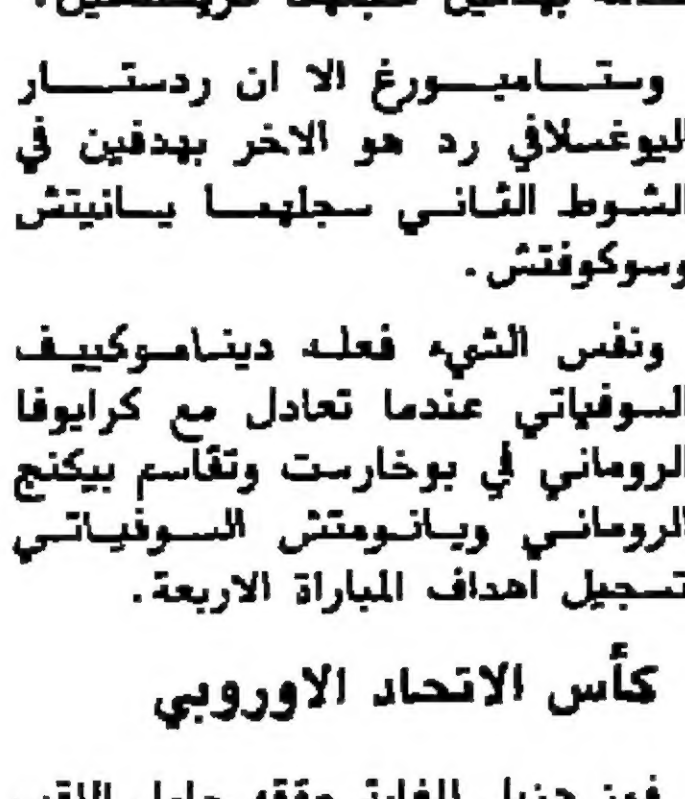 وستامبورغ الا ان ردستار
اليوغسلافي رد هو الاخر بهدفين في
الشوط الثاني سجلهما يانيتش
وسوكوفتش.
ونفس الشيء فعله ديناموكييف
السوفياتي عندما تعادل مع كرايوفا
الروماني في بوخارست وتقاسم بيكنج
الروماني ويانومتش السوفياتي
تسجيل اهداف المباراة الاربعة.
كأس الاتحاد الاوروبي